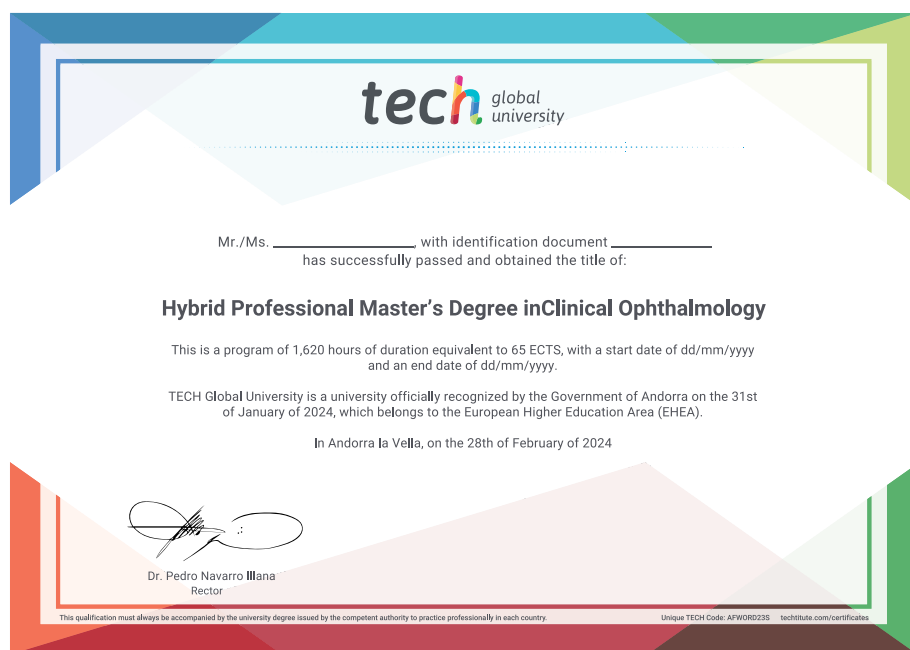 tech global
university
Mr./Ms. ____________, with identification document ____________
has successfully passed and obtained the title of:
Hybrid Professional Master's Degree inClinical Ophthalmology
This is a program of 1,620 hours of duration equivalent to 65 ECTS, with a start date of dd/mm/yyyy
and an end date of dd/mm/yyyy.
TECH Global University is a university officially recognized by the Government of Andorra on the 31st
of January of 2024, which belongs to the European Higher Education Area (EHEA).
In Andorra la Vella, on the 28th of February of 2024
Dr. Pedro Navarro Illana
Rector
This qualification must always be accompanied by the university degree issued by the competent authority to practice professionally in each country. Unique TECH Code: AFWORD23S techtitute.com/certificates